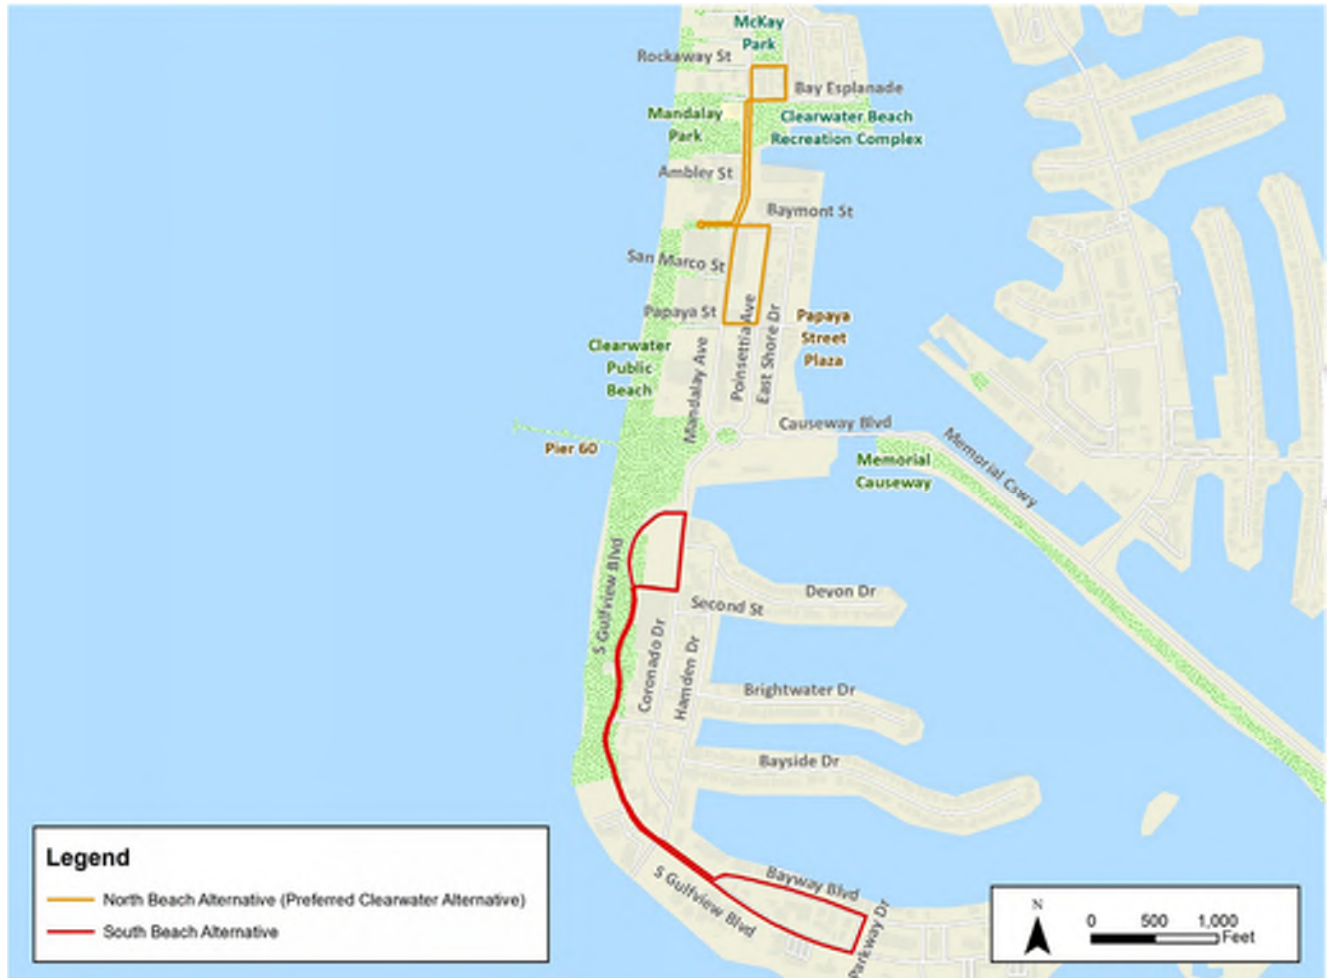 McKay
Park
Rockaway St
Bay Esplanade
Mandalay
Park
Clearwater Beach
Recreation Complex
Ambler St
Baymont St
San Marco St
Papaya St
Papaya
Street
Plaza
Clearwater
Public
Beach
Mandalay Ave
Poinsettia Ave
East Shore Dr
Causeway Blvd
Pier 60
Memorial
Causeway
Memorial Cswy
S Gulfview Blvd
Devon Dr
Second St
Coronado Dr
Hamden Dr
Brightwater Dr
Bayside Dr
Bayway Blvd
S Gulfview Blvd
Parkway Dr
Legend
North Beach Alternative (Preferred Clearwater Alternative)
South Beach Alternative
N
0 500 1,000
Feet